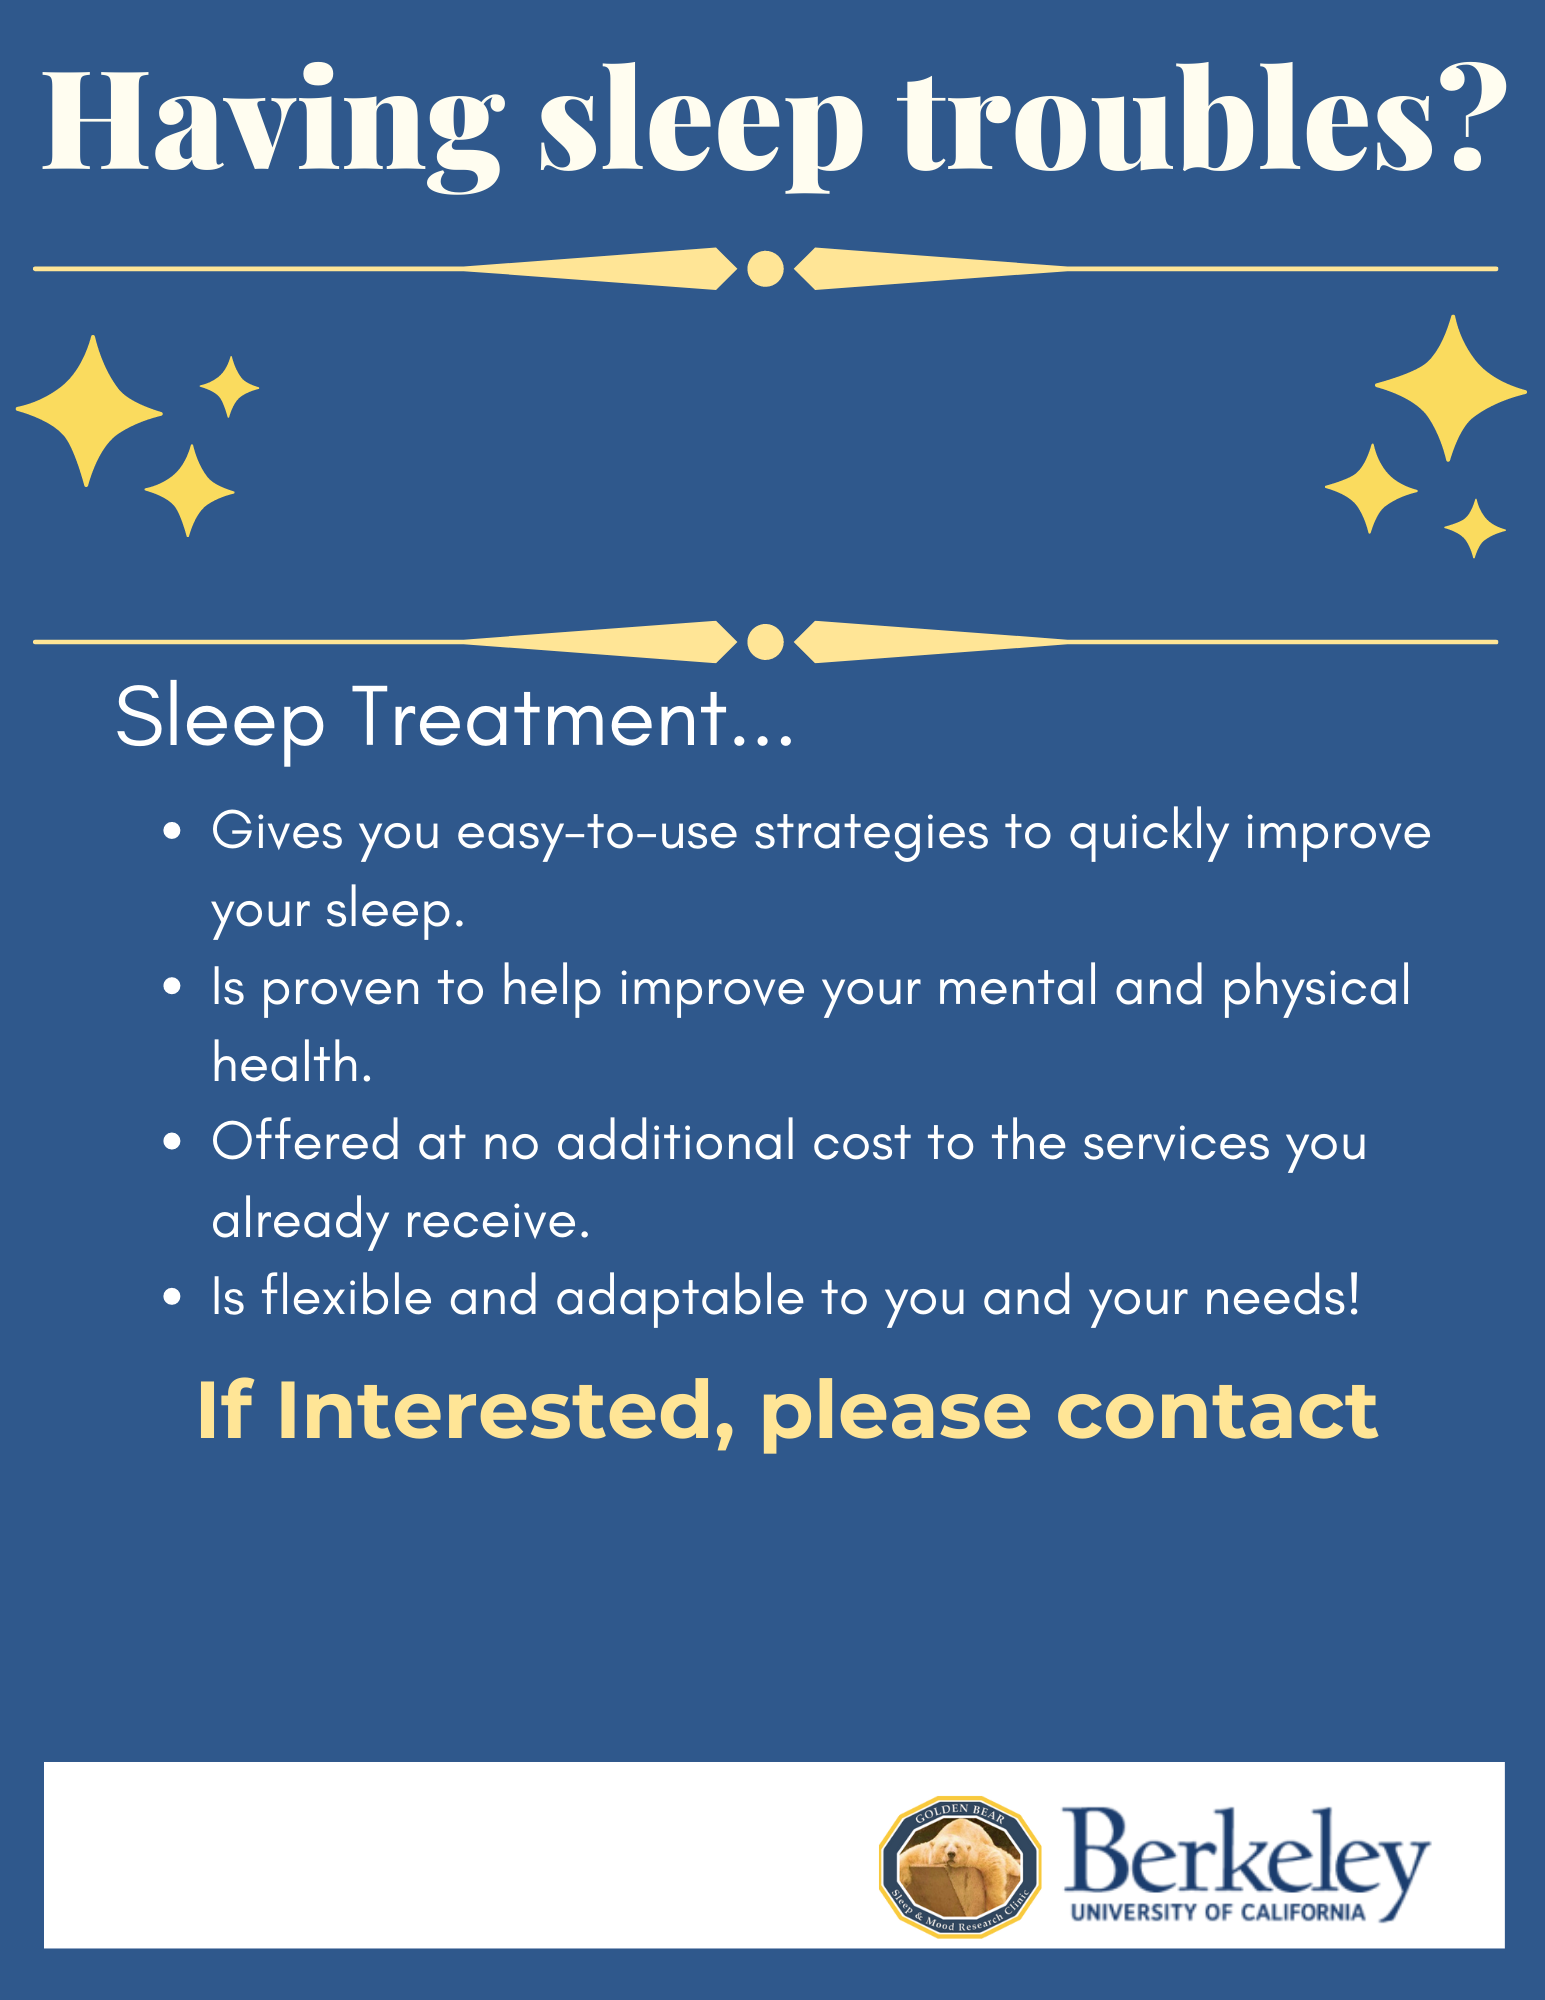 Having sleep troubles?
Sleep Treatment...
• Gives you easy-to-use strategies to quickly improve
your sleep.
• Is proven to help improve your mental and physical
health.
• Offered at no additional cost to the services you
already receive.
• Is flexible and adaptable to you and your needs!
If Interested, please contact
GOLDEN BEAR
Sleep & Mood Research Clinic
Berkeley
UNIVERSITY OF CALIFORNIA